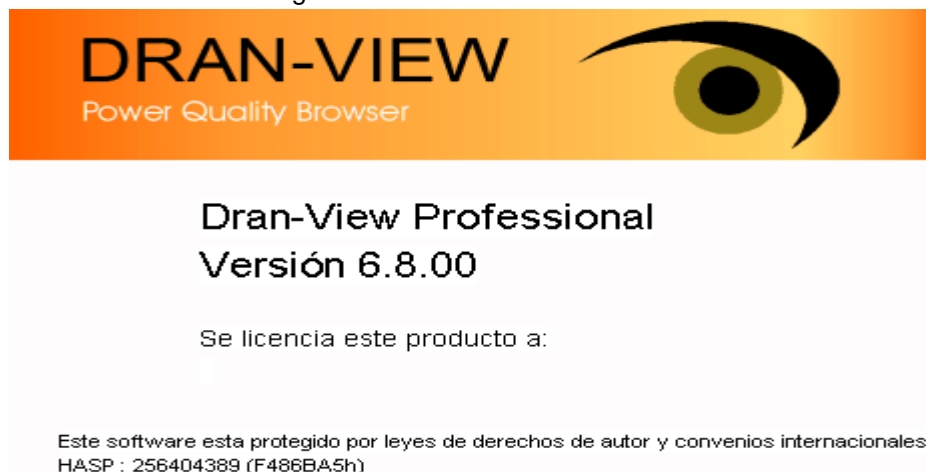 DRAN-VIEW
Power Quality Browser
Dran-View Professional
Versión 6.8.00
Se licencia este producto a:
Este software esta protegido por leyes de derechos de autor y convenios internacionales
HASP : 256404389 (F486BA5h)